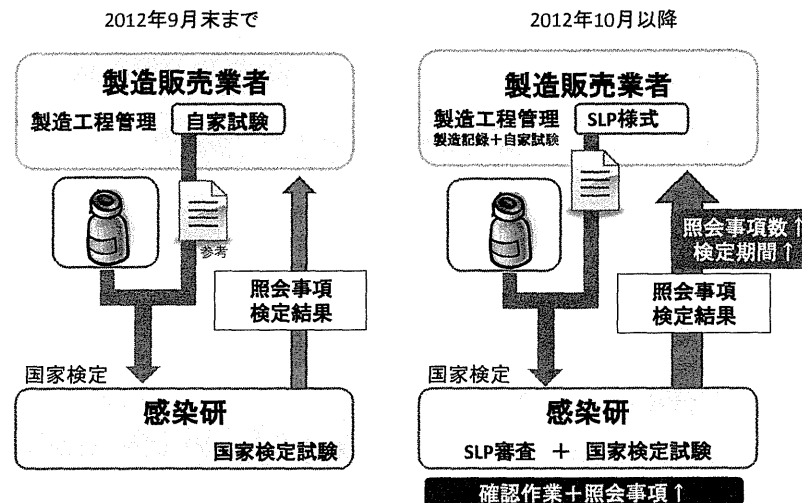 2012年9月末まで
製造販売業者
製造工程管理 自家試験
参考
照会事項
検定結果
国家検定
感染研
国家検定試験
2012年10月以降
製造販売業者
製造工程管理 SLP様式
製造記録+自家試験
照会事項数↑
検定期間↑
照会事項
検定結果
国家検定
感染研
SLP審査 + 国家検定試験
確認作業+照会事項↑